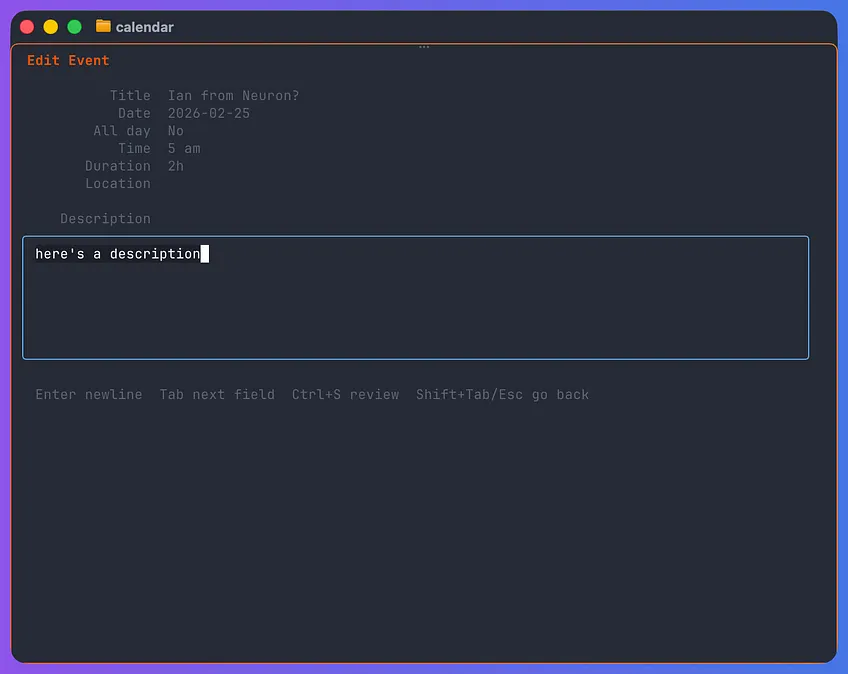 calendar
Edit Event
Title Ian from Neuron?
Date 2026-02-25
All day No
Time 5 am
Duration 2h
Location
Description
here's a description
Enter newline Tab next field Ctrl+S review Shift+Tab/Esc go back